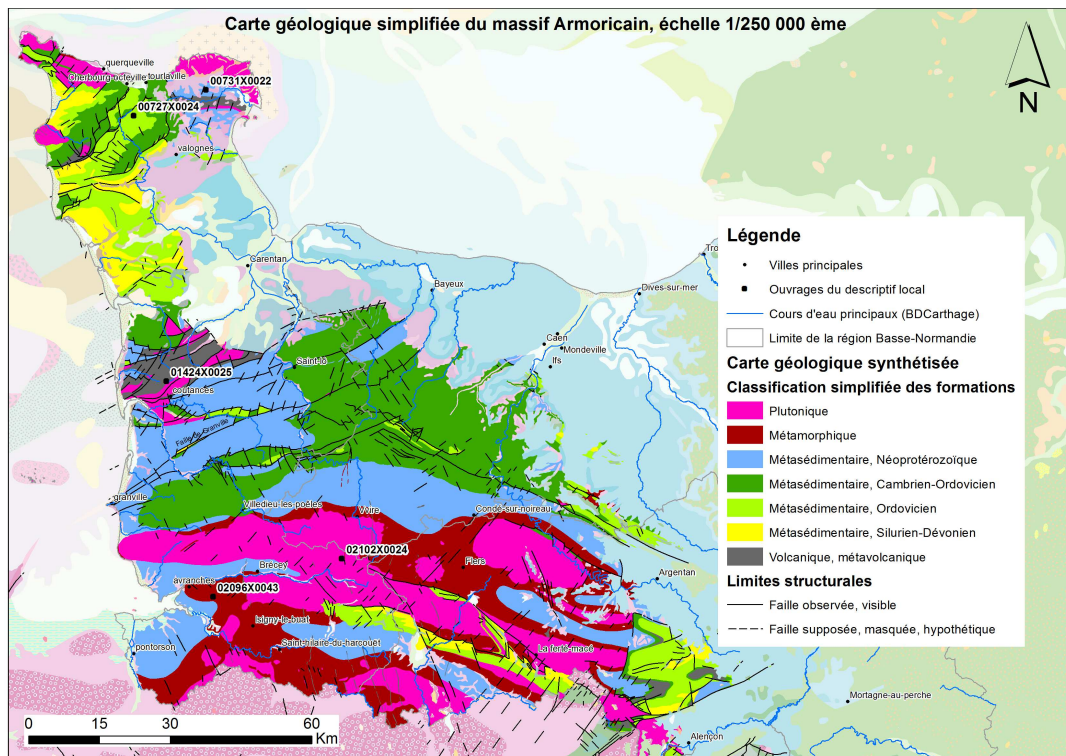 Carte géologique simplifiée du massif Armoricain, échelle 1/250 000 ème
N
querqueville
Cherbourg-octeville
tourlaville
00731X0022
00727X0024
valognes
Carentan
Bayeux
Tro
Dives-sur-mer
Caen
Mondeville
Ifs
Saint-lô
01424X0025
coutances
Faille de Granville
granville
Villedieu-les-poêles
Vire
Condé-sur-noireau
02102X0024
Flers
Brécey
avranches
02096X0043
Argentan
Isigny-le-buat
Saint-hilaire-du-harcouët
pontorson
La ferté-macé
Mortagne-au-perche
Alençon
Légende
Villes principales
Ouvrages du descriptif local
Cours d'eau principaux (BDCarthage)
Limite de la région Basse-Normandie
Carte géologique synthétisée
Classification simplifiée des formations
Plutonique
Métamorphique
Métasédimentaire, Néoprotérozoïque
Métasédimentaire, Cambrien-Ordovicien
Métasédimentaire, Ordovicien
Métasédimentaire, Silurien-Dévonien
Volcanique, métavolcanique
Limites structurales
Faille observée, visible
Faille supposée, masquée, hypothétique
0 15 30 60
Km